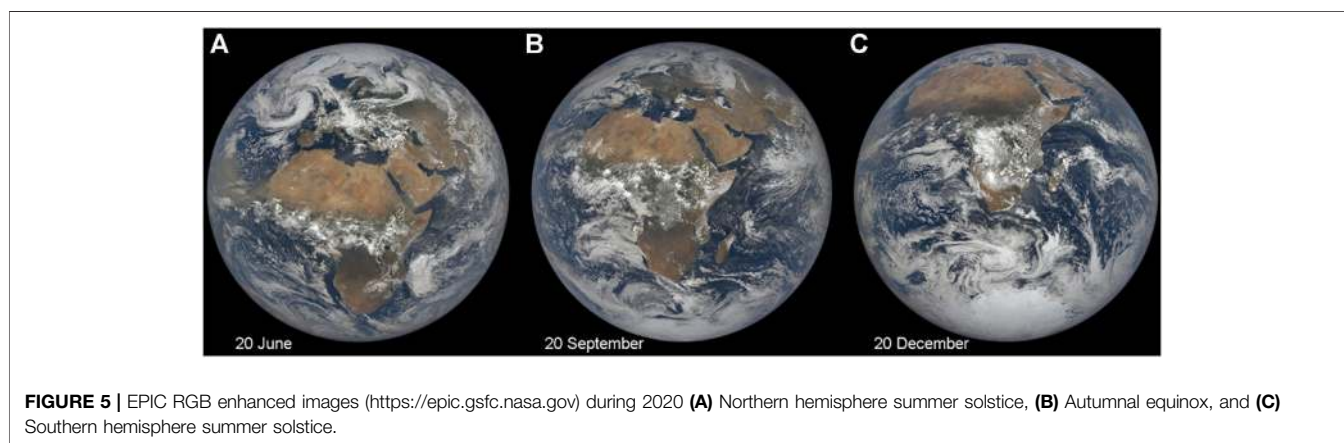 A B C
20 June 20 September 20 December
FIGURE 5 | EPIC RGB enhanced images (https://epic.gsfc.nasa.gov) during 2020 (A) Northern hemisphere summer solstice, (B) Autumnal equinox, and (C)
Southern hemisphere summer solstice.